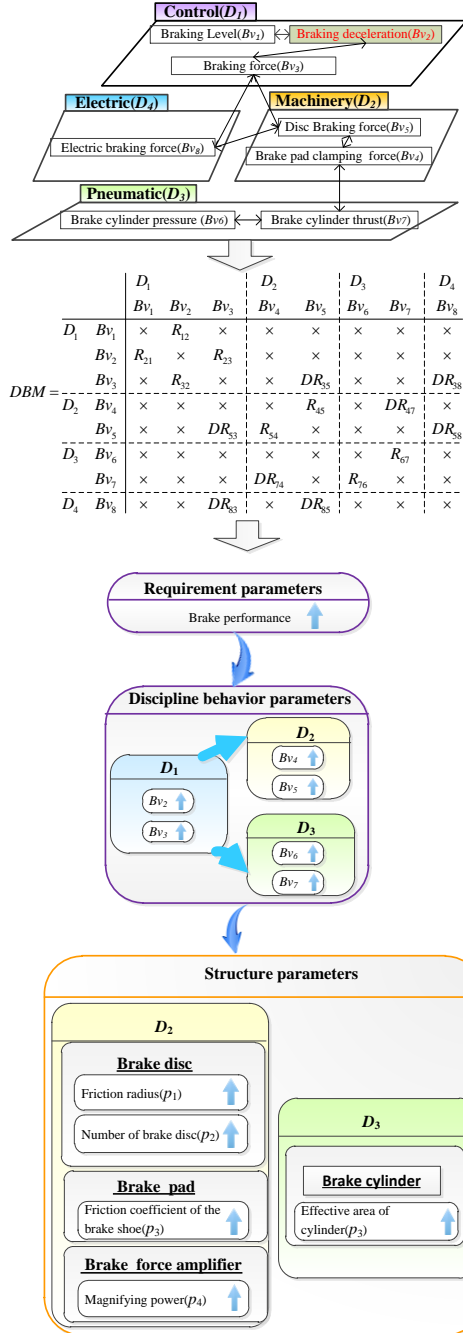 Control(D₁)
Braking Level(Bv₁)
Braking deceleration(Bv₂)
Braking force(Bv₃)
Electric(D₄)
Machinery(D₂)
Disc Braking force(Bv₅)
Electric braking force(Bv₈)
Brake pad clamping force(Bv₄)
Pneumatic(D₃)
Brake cylinder pressure (Bv6)
Brake cylinder thrust(Bv7)
D₁ D₂ D₃ D₄
Bv₁ Bv₂ Bv₃ Bv₄ Bv₅ Bv₆ Bv₇ Bv₈
D₁ Bv₁ × R₁₂ × × × × × ×
Bv₂ R₂₁ × R₂₃ × × × × ×
DBM = Bv₃ × R₃₂ × × DR₃₅ × × DR₃₈
D₂ Bv₄ × × × × R₄₅ × DR₄₇ ×
Bv₅ × × DR₅₃ R₅₄ × × × DR₅₈
D₃ Bv₆ × × × × × × R₆₇ ×
Bv₇ × × × DR₇₄ × R₇₆ × ×
D₄ Bv₈ × × DR₈₃ × DR₈₅ × × ×
Requirement parameters
Brake performance
Discipline behavior parameters
D₂
Bv₄
Bv₅
D₁
Bv₂
Bv₃
D₃
Bv₆
Bv₇
Structure parameters
D₂
Brake disc
Friction radius(p₁)
Number of brake disc(p₂)
Brake pad
Friction coefficient of the
brake shoe(p₃)
Brake force amplifier
Magnifying power(p₄)
D₃
Brake cylinder
Effective area of
cylinder(p₃)